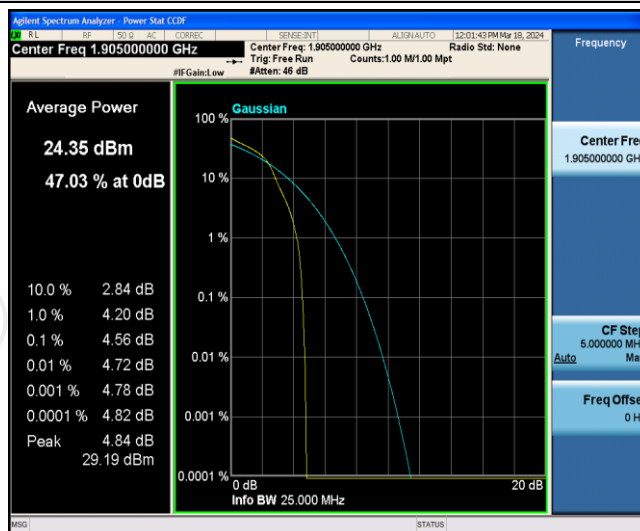 Agilent Spectrum Analyzer - Power Stat CCDF
RL RF 50 Ω AC CORREC SENSE:INT ALIGNAUTO 12:01:43 PM Mar 18, 2024
Center Freq 1.905000000 GHz
Center Freq: 1.905000000 GHz Radio Std: None
Trig: Free Run Counts:1.00 M/1.00 Mpt
#IFGain:Low #Atten: 46 dB
Frequency
Average Power
24.35 dBm
47.03 % at 0dB
10.0 % 2.84 dB
1.0 % 4.20 dB
0.1 % 4.56 dB
0.01 % 4.72 dB
0.001 % 4.78 dB
0.0001 % 4.82 dB
Peak 4.84 dB
29.19 dBm
Gaussian
100 %
10 %
1 %
0.1 %
0.01 %
0.001 %
0.0001 %
0 dB 20 dB
Info BW 25.000 MHz
Center Fre
1.905000000 GH
CF Step
5.000000 MH
Auto Ma
Freq Offse
0 H
MSG STATUS